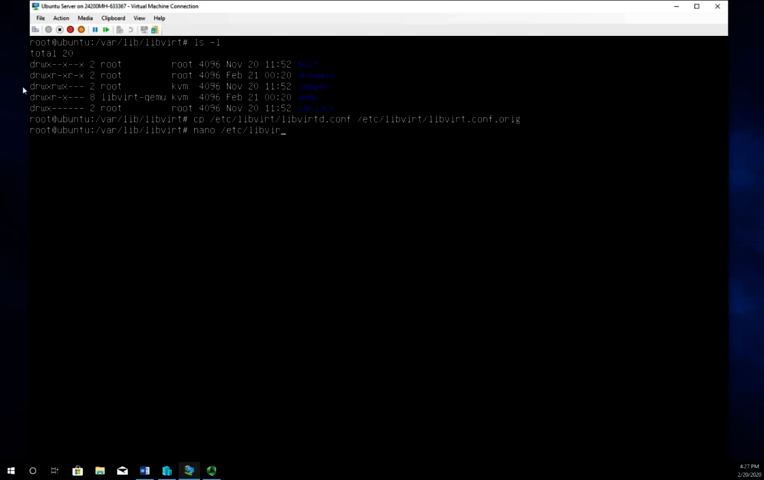 Ubuntu Server on 24200MH-633367 - Virtual Machine Connection
File Action Media Clipboard View Help
root@ubuntu:/var/lib/libvirt# ls -l
total 20
drwx--x--x 2 root root 4096 Nov 20 11:52 boot
drwxr-xr-x 2 root root 4096 Feb 21 00:20
drwxrwx--- 2 root kvm 4096 Nov 20 11:52
drwxr-x--- 8 libvirt-qemu kvm 4096 Feb 21 00:20 qemu
drwx------ 2 root root 4096 Nov 20 11:52
root@ubuntu:/var/lib/libvirt# cp /etc/libvirt/libvirtd.conf /etc/libvirt/libvirt.conf.orig
root@ubuntu:/var/lib/libvirt# nano /etc/libvir_
4:27 PM
2/20/2020